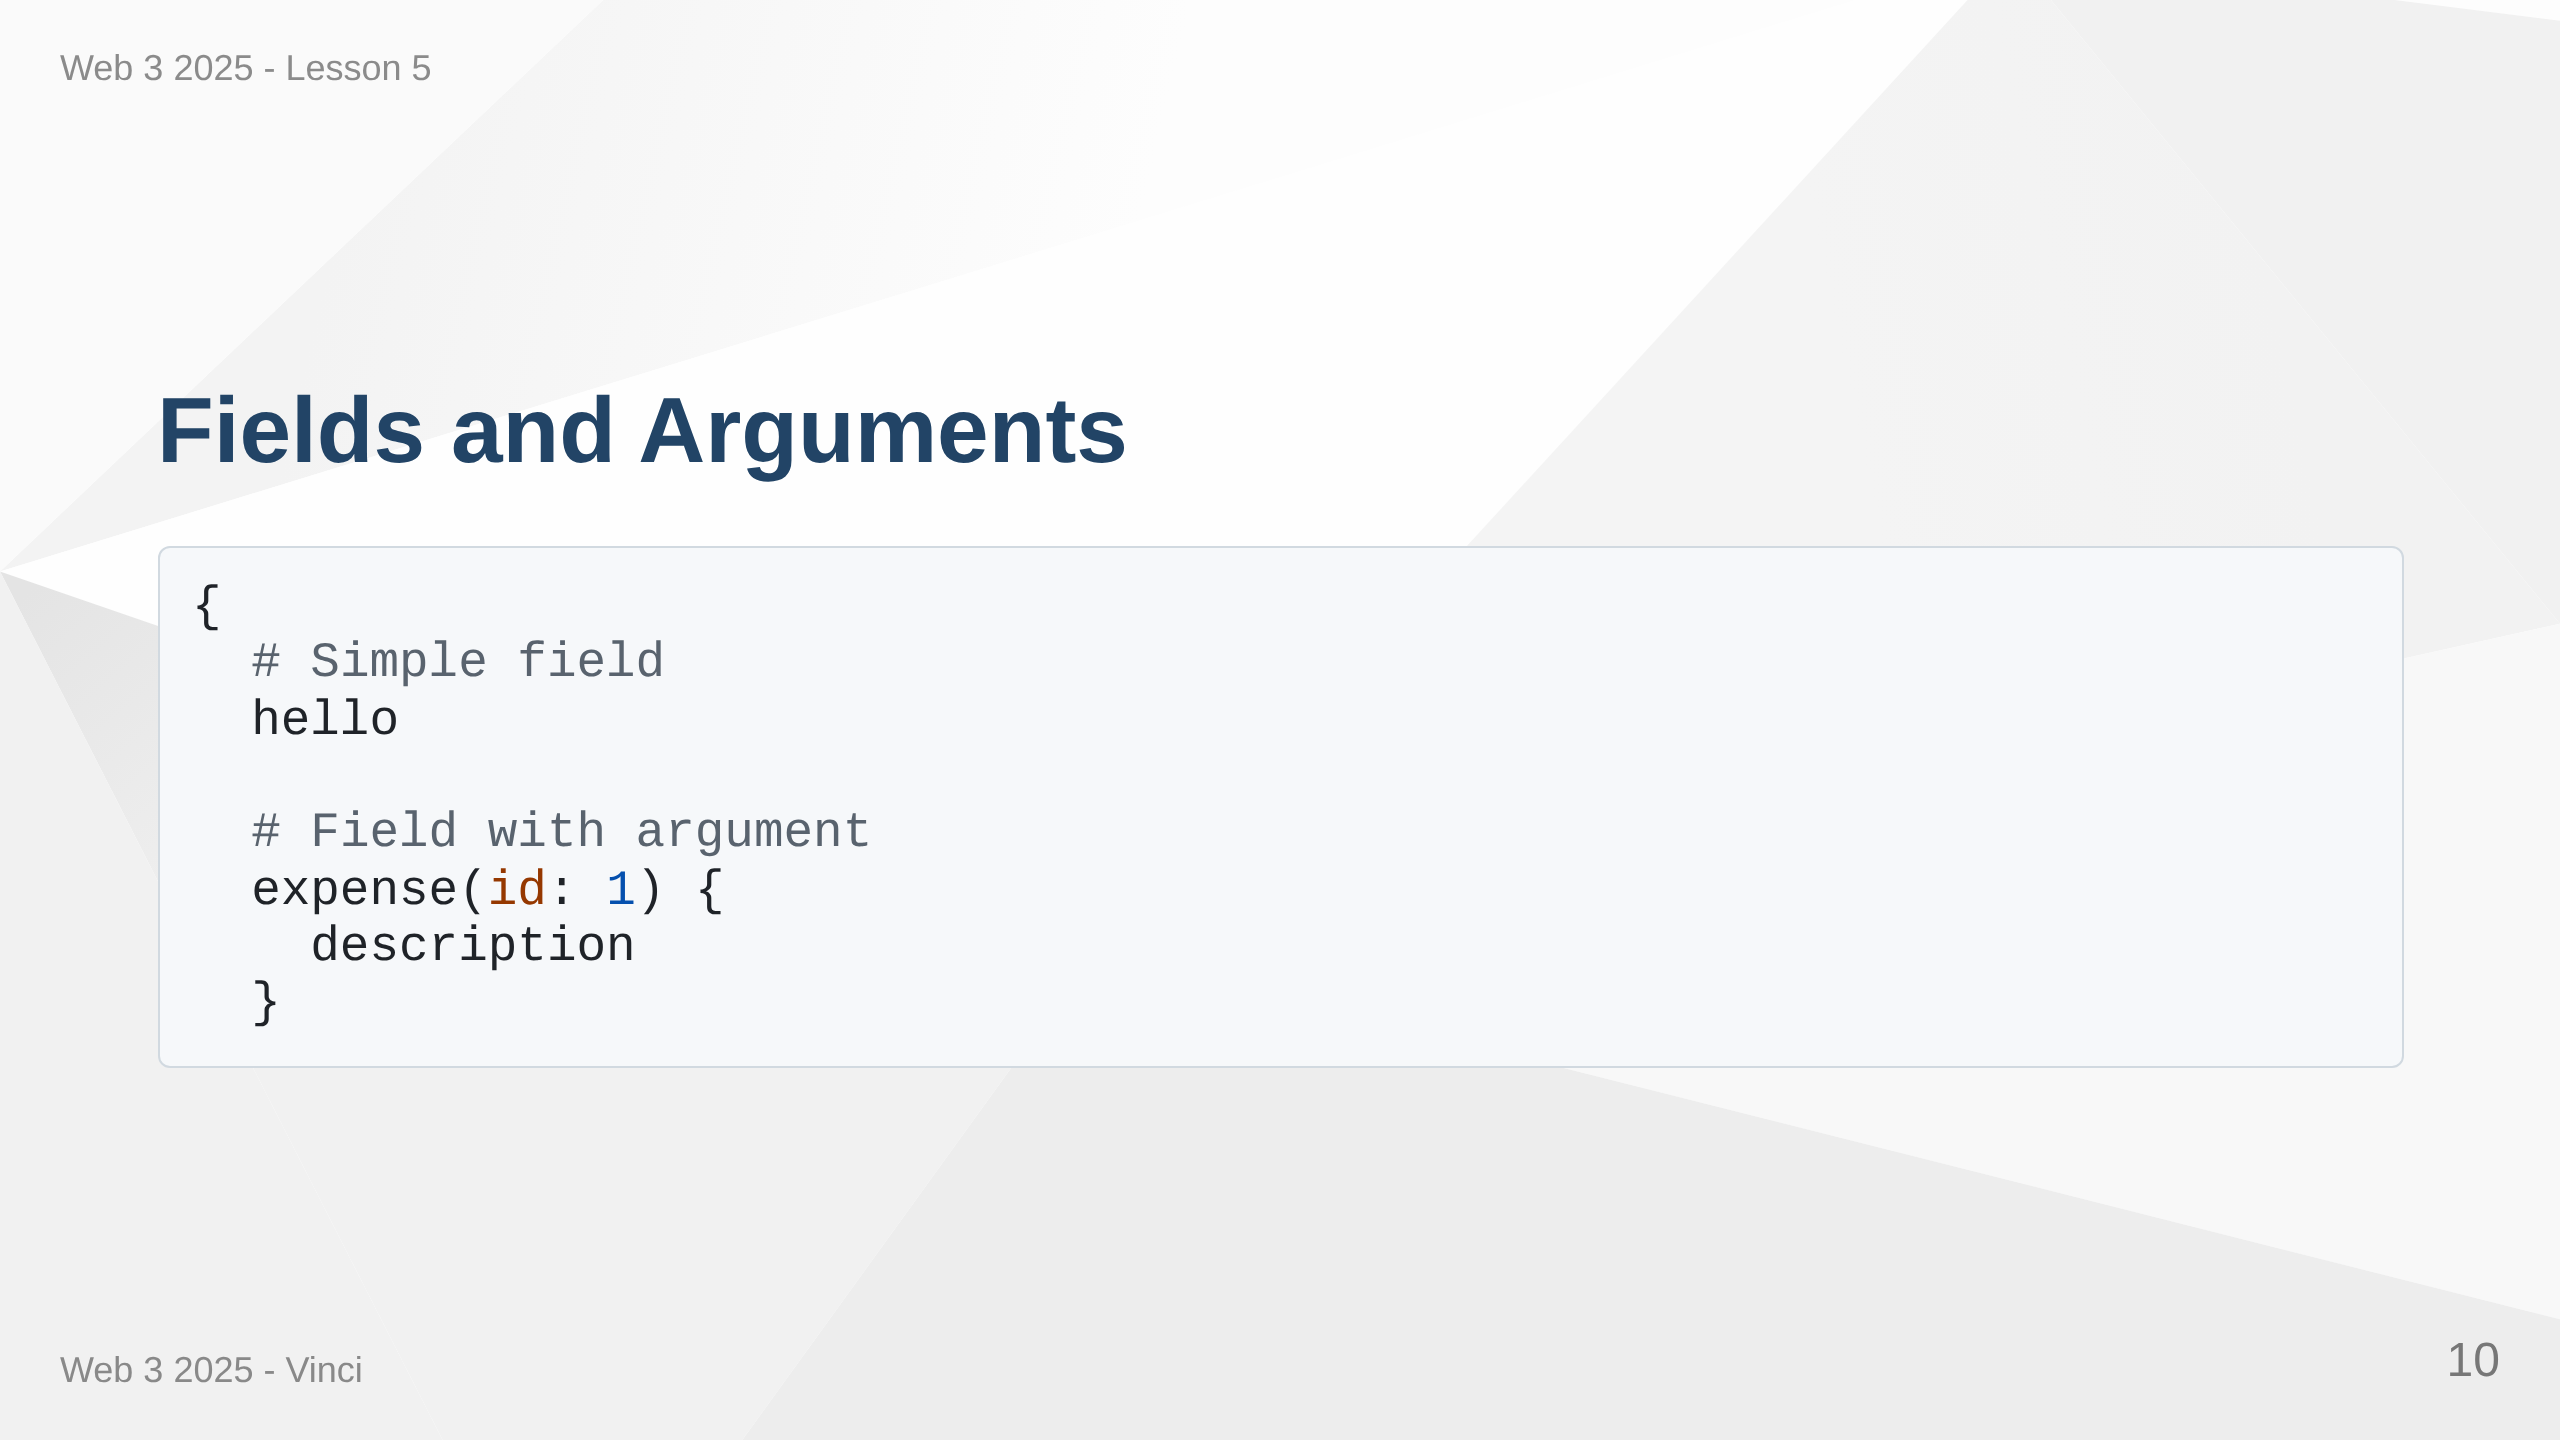 Web 3 2025 - Lesson 5
Fields and Arguments
{
  # Simple field
  hello

  # Field with argument
  expense(id: 1) {
    description
  }
Web 3 2025 - Vinci
10